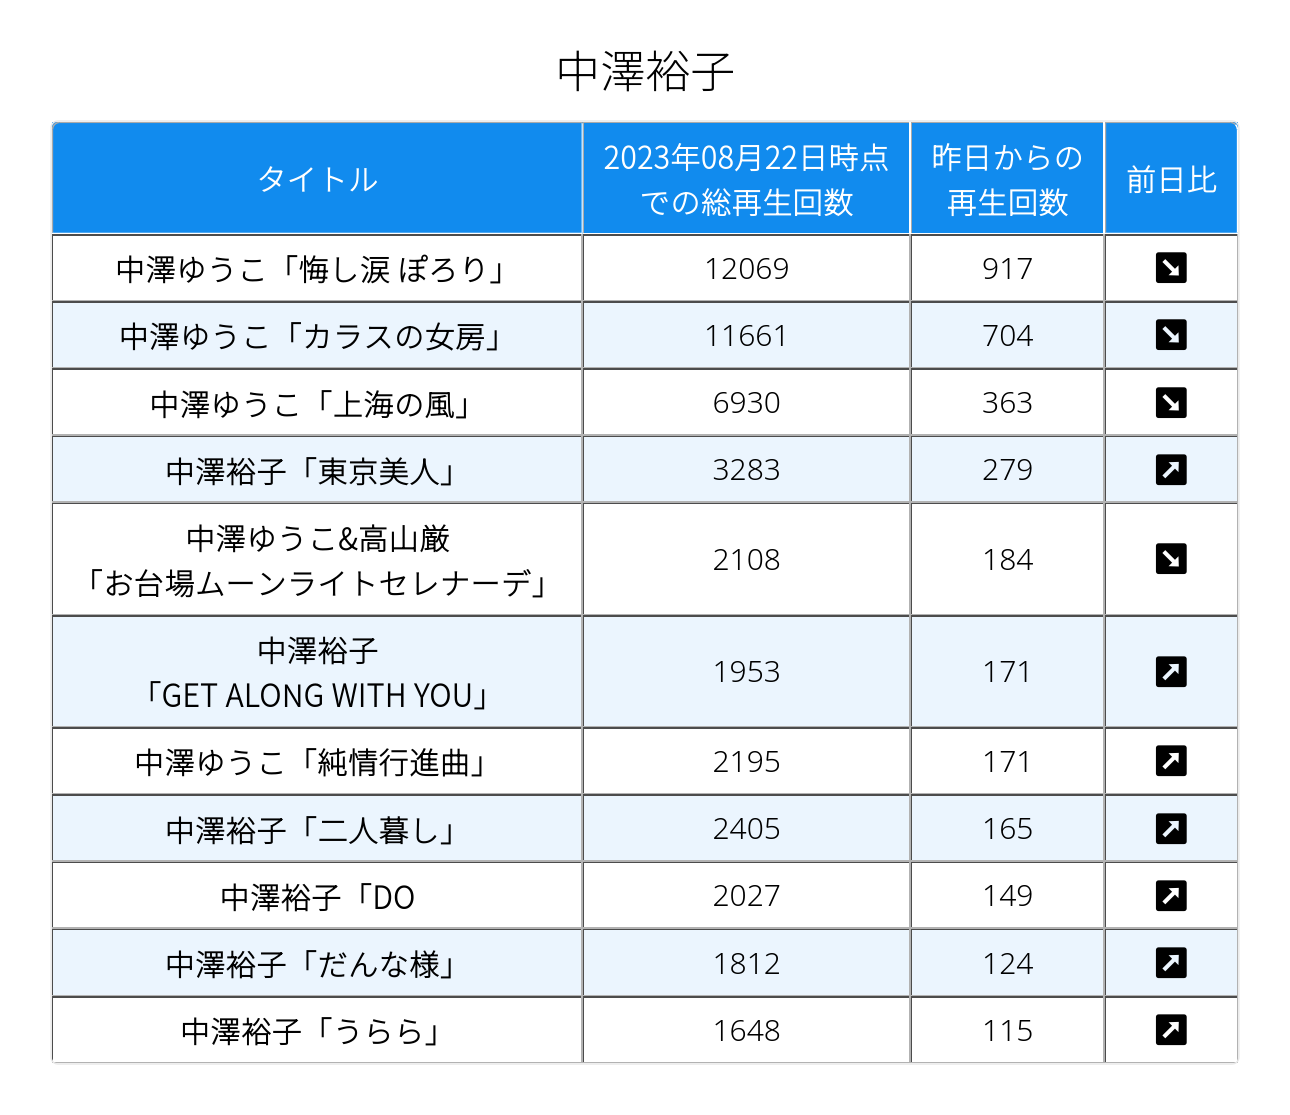 中澤裕子
タイトル
2023年08月22日時点
での総再生回数
昨日からの
再生回数
前日比
中澤ゆうこ「悔し涙 ぽろり」 12069 917
中澤ゆうこ「カラスの女房」 11661 704
中澤ゆうこ「上海の風」 6930 363
中澤裕子「東京美人」 3283 279
中澤ゆうこ&高山厳
「お台場ムーンライトセレナーデ」 2108 184
中澤裕子
「GET ALONG WITH YOU」 1953 171
中澤ゆうこ「純情行進曲」 2195 171
中澤裕子「二人暮し」 2405 165
中澤裕子「DO 2027 149
中澤裕子「だんな様」 1812 124
中澤裕子「うらら」 1648 115